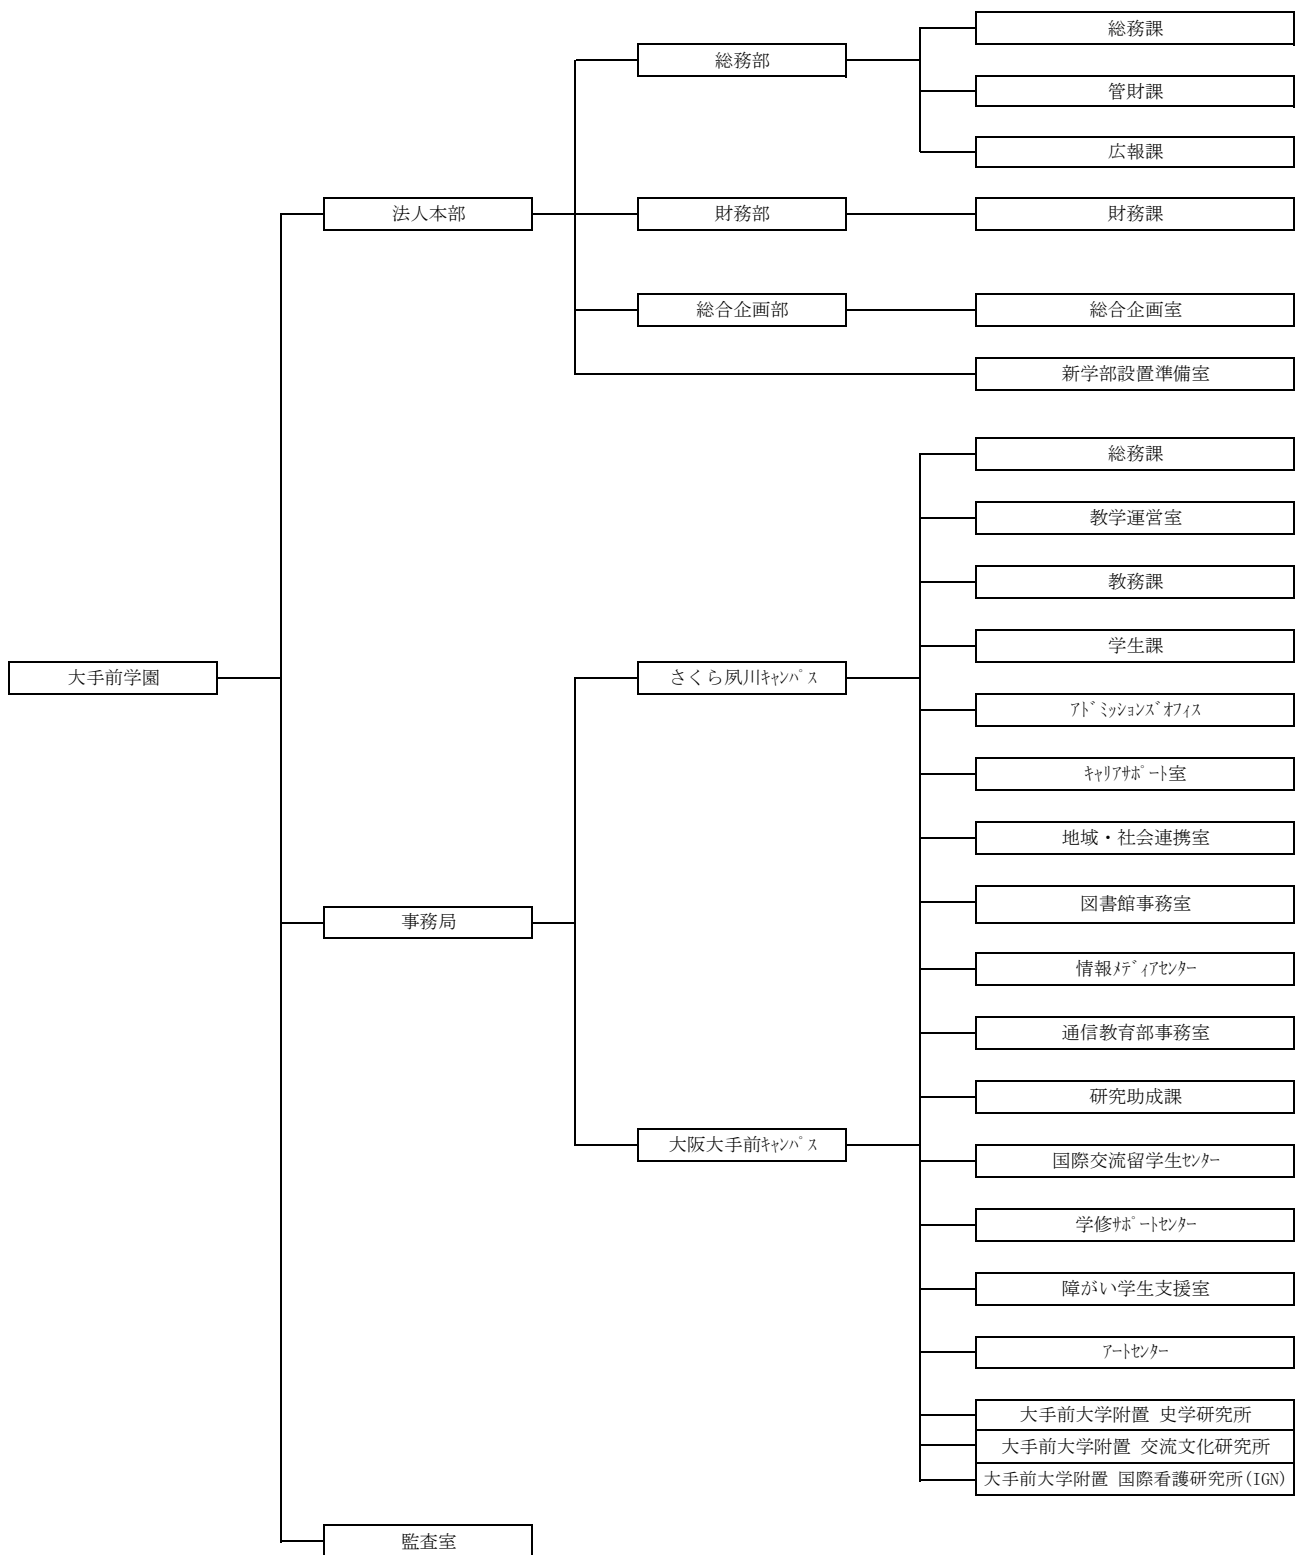 総務課
総務部
管財課
広報課
法人本部
財務部
財務課
総合企画部
総合企画室
新学部設置準備室
総務課
教学運営室
教務課
学生課
大手前学園
さくら夙川ｷｬﾝﾊﾟｽ
ｱﾄﾞﾐｯｼｮﾝｽﾞｵﾌｨｽ
ｷｬﾘｱｻﾎﾟｰﾄ室
地域・社会連携室
図書館事務室
事務局
情報ﾒﾃﾞｨｱｾﾝﾀｰ
通信教育部事務室
研究助成課
大阪大手前ｷｬﾝﾊﾟｽ
国際交流留学生ｾﾝﾀｰ
学修ｻﾎﾟｰﾄｾﾝﾀｰ
障がい学生支援室
ｱｰﾄｾﾝﾀｰ
大手前大学附置 史学研究所
大手前大学附置 交流文化研究所
大手前大学附置 国際看護研究所(IGN)
監査室